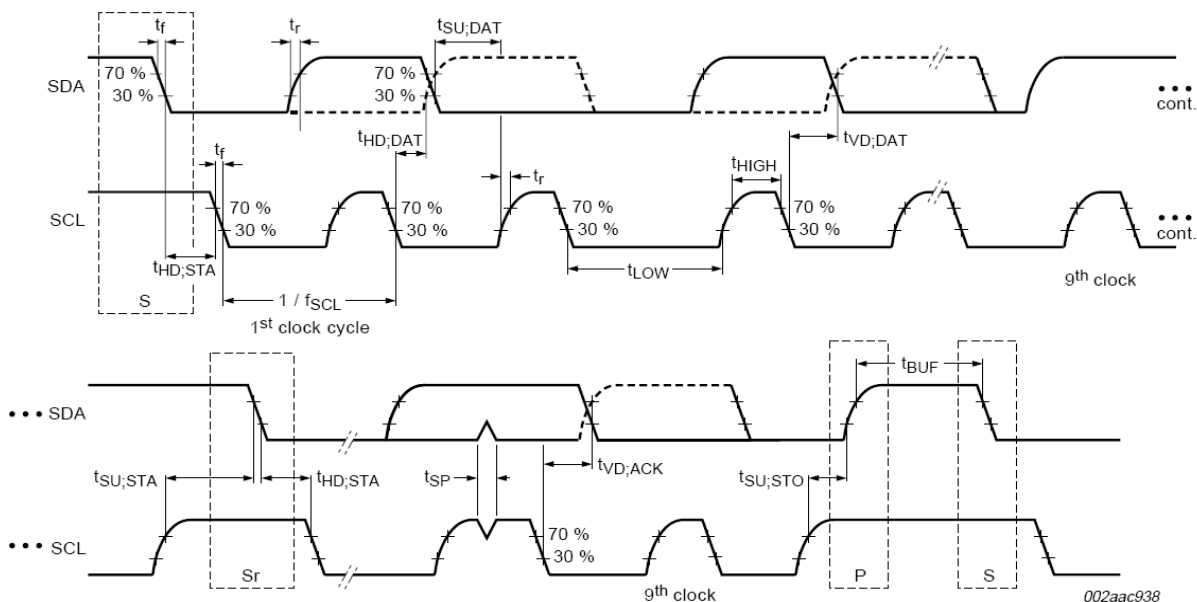 tf
tr
tSU;DAT
70 %
30 %
SDA
70 %
30 %
cont.
tHD;DAT
tVD;DAT
tf
tr
tHIGH
SCL
70 %
30 %
70 %
30 %
70 %
30 %
70 %
30 %
cont.
tHD;STA
tLOW
9th clock
S
1 / fSCL
1st clock cycle
tBUF
••• SDA
tSU;STA
tHD;STA
tSP
tVD;ACK
tSU;STO
••• SCL
70 %
30 %
Sr
9th clock
P
S
002aac938